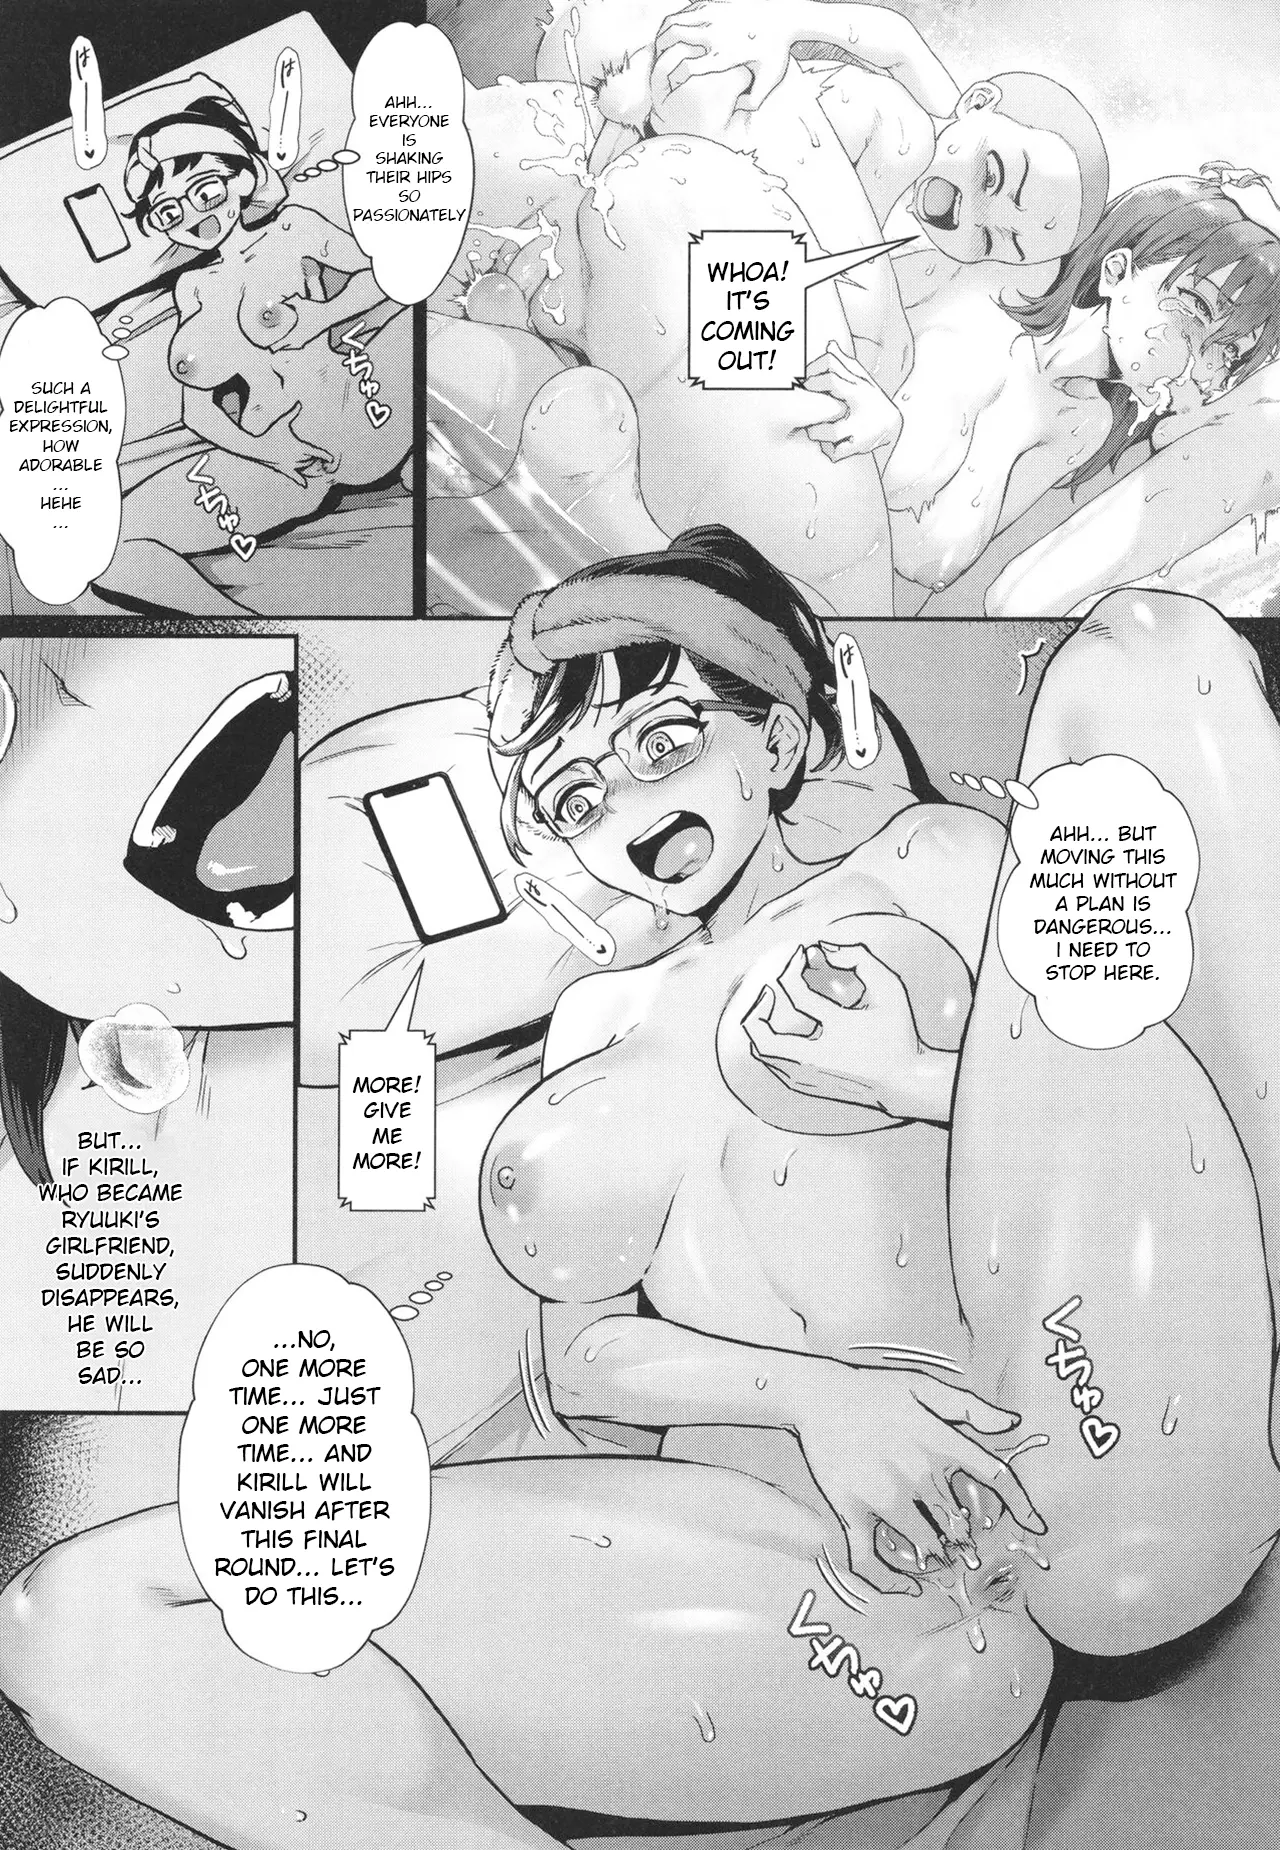 は
は
AHH...
EVERYONE
IS
SHAKING
THEIR HIPS
SO
PASSIONATELY
WHOA!
IT'S
COMING
OUT!
SUCH A
DELIGHTFUL
EXPRESSION,
HOW
ADORABLE
...
HEHE
...
くちゅ♡
くちゅ♡
は
AHH... BUT
MOVING THIS
MUCH WITHOUT
A PLAN IS
DANGEROUS...
I NEED TO
STOP HERE.
は
MORE!
GIVE
ME
MORE!
BUT...
IF KIRILL,
WHO BECAME
RYUUKI'S
GIRLFRIEND,
SUDDENLY
DISAPPEARS,
HE WILL
BE SO
SAD...
...NO,
ONE MORE
TIME... JUST
ONE MORE
TIME... AND
KIRILL WILL
VANISH AFTER
THIS FINAL
ROUND... LET'S
DO THIS...
くちゅ♡
くちゅ♡